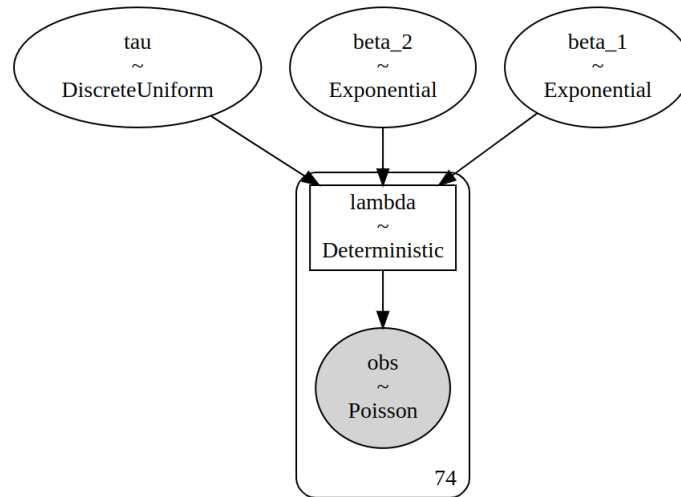 tau
~
DiscreteUniform
beta_2
~
Exponential
beta_1
~
Exponential
lambda
~
Deterministic
obs
~
Poisson
74